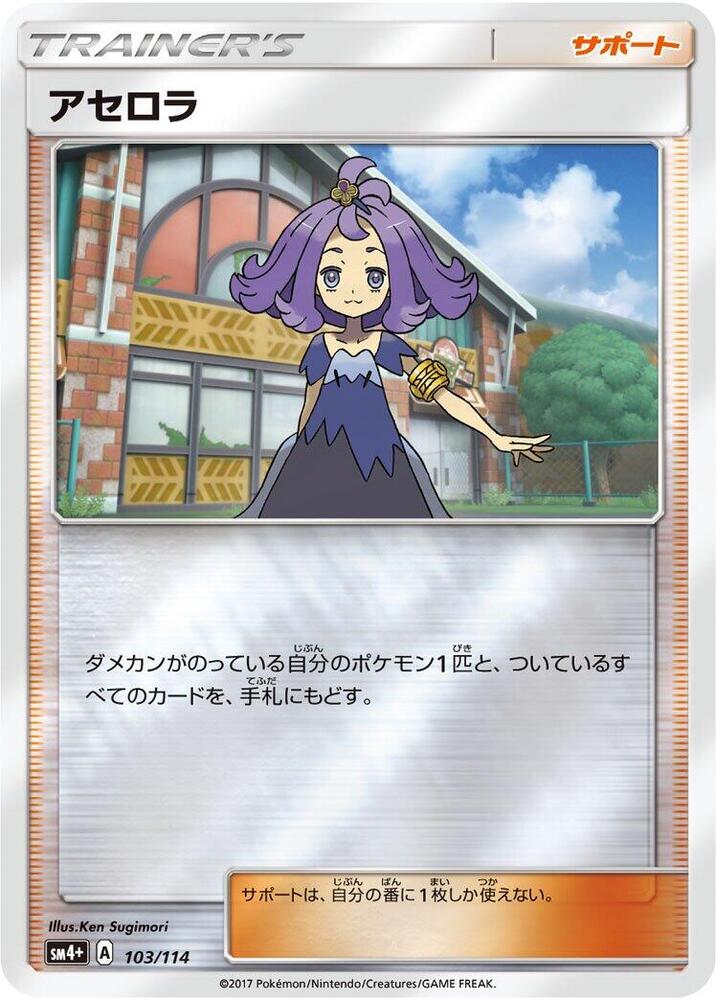 TRAINER'S
サポート
アセロラ
ダメカンがのっている自分のポケモン1匹と、ついているす
べてのカードを、手札にもどす。
サポートは、自分の番に1枚しか使えない。
Illus.Ken Sugimori
SM4+ A 103/114
©2017 Pokémon/Nintendo/Creatures/GAME FREAK.